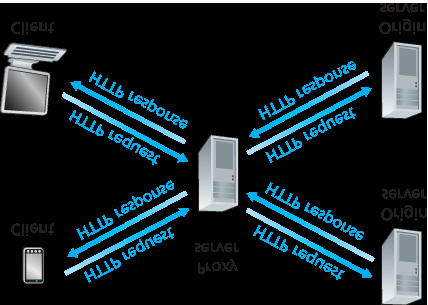 Proxy
server
HTTP request
HTTP response
HTTP request
HTTP response
Client
Origin
server
HTTP request
HTTP response
HTTP request
HTTP response
Client
Origin
server